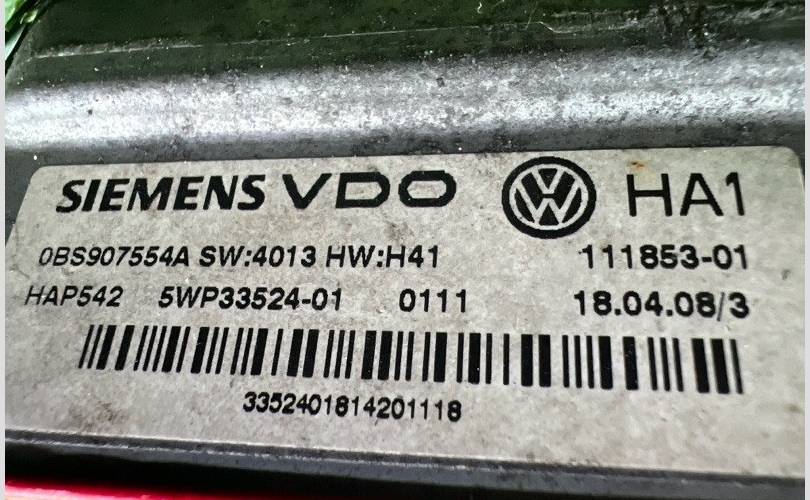 SIEMENS VDO VW HA1
0BS907554A SW:4013 HW:H41 111853-01
HAP542 5WP33524-01 0111 18.04.08/3
3352401814201118